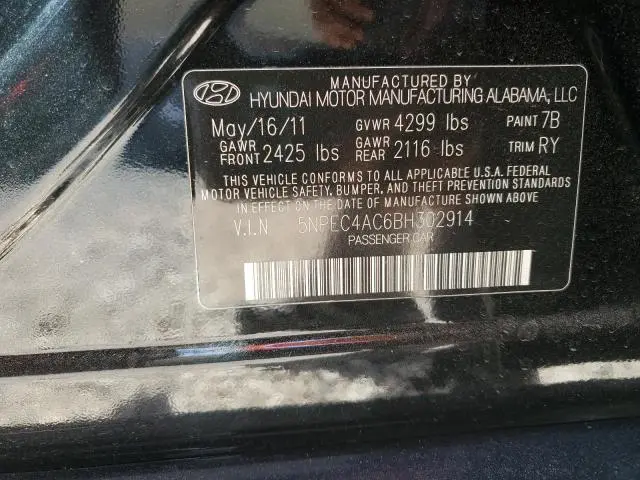 MANUFACTURED BY
HYUNDAI MOTOR MANUFACTURING ALABAMA, LLC
May/16/11 GVWR 4299 lbs PAINT 7B
GAWR FRONT 2425 lbs GAWR REAR 2116 lbs TRIM RY
THIS VEHICLE CONFORMS TO ALL APPLICABLE U.S.A. FEDERAL
MOTOR VEHICLE SAFETY, BUMPER, AND THEFT PREVENTION STANDARDS
IN EFFECT ON THE DATE OF MANUFACTURE SHOWN ABOVE
V.I.N 5NPEC4AC6BH302914
PASSENGER CAR